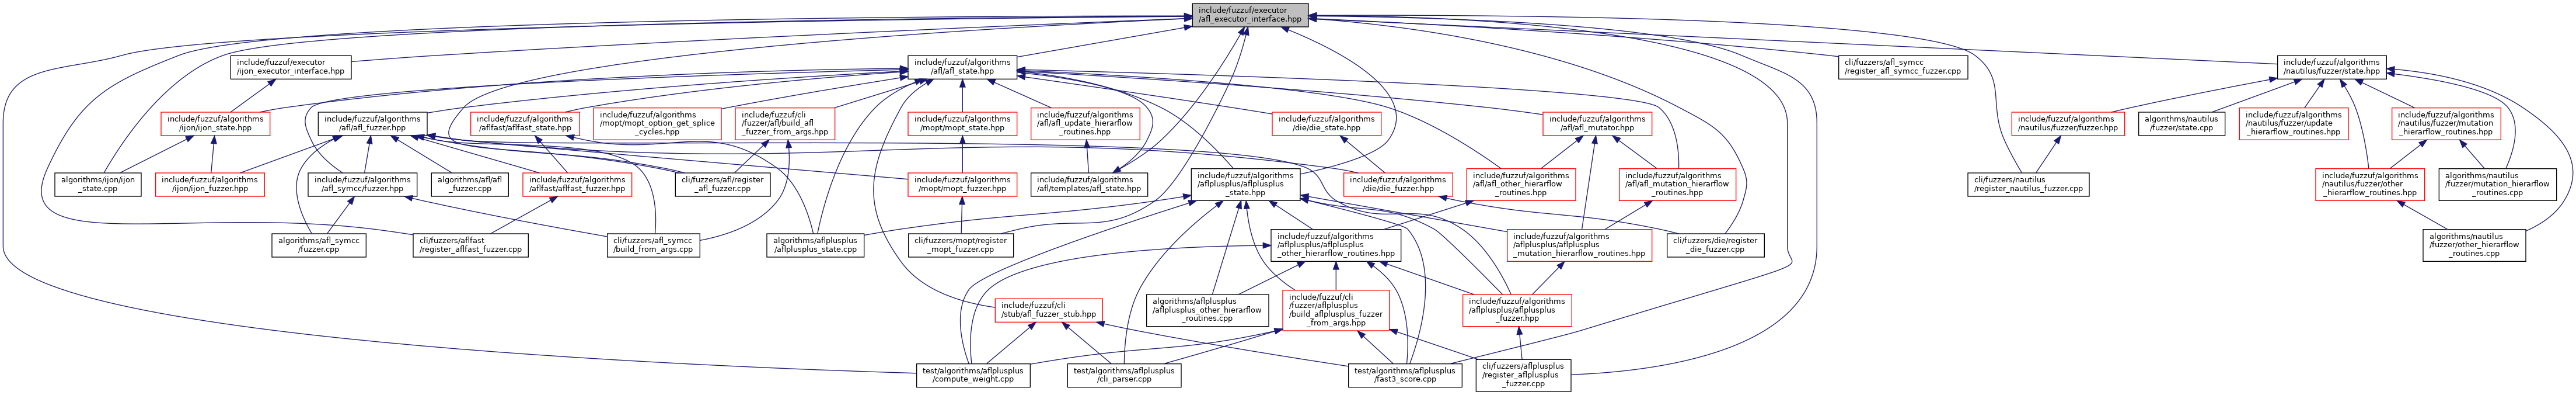 include/fuzzuf/executor
/afl_executor_interface.hpp
include/fuzzuf/executor
/ijon_executor_interface.hpp
include/fuzzuf/algorithms
/afl/afl_state.hpp
cli/fuzzers/afl_symcc
/register_afl_symcc_fuzzer.cpp
include/fuzzuf/algorithms
/nautilus/fuzzer/state.hpp
include/fuzzuf/algorithms
/ijon/ijon_state.hpp
include/fuzzuf/algorithms
/afl/afl_fuzzer.hpp
include/fuzzuf/algorithms
/aflfast/aflfast_state.hpp
include/fuzzuf/algorithms
/mopt/mopt_option_get_splice
_cycles.hpp
include/fuzzuf/cli
/fuzzer/afl/build_afl
_fuzzer_from_args.hpp
include/fuzzuf/algorithms
/mopt/mopt_state.hpp
include/fuzzuf/algorithms
/afl/afl_update_hierarflow
_routines.hpp
include/fuzzuf/algorithms
/die/die_state.hpp
include/fuzzuf/algorithms
/afl/afl_mutator.hpp
include/fuzzuf/algorithms
/nautilus/fuzzer/fuzzer.hpp
algorithms/nautilus
/fuzzer/state.cpp
include/fuzzuf/algorithms
/nautilus/fuzzer/update
_hierarflow_routines.hpp
include/fuzzuf/algorithms
/nautilus/fuzzer/mutation
_hierarflow_routines.hpp
algorithms/ijon/ijon
_state.cpp
include/fuzzuf/algorithms
/ijon/ijon_fuzzer.hpp
include/fuzzuf/algorithms
/afl_symcc/fuzzer.hpp
algorithms/afl/afl
_fuzzer.cpp
include/fuzzuf/algorithms
/aflfast/aflfast_fuzzer.hpp
cli/fuzzers/afl/register
_afl_fuzzer.cpp
include/fuzzuf/algorithms
/mopt/mopt_fuzzer.hpp
include/fuzzuf/algorithms
/afl/templates/afl_state.hpp
include/fuzzuf/algorithms
/aflplusplus/aflplusplus
_state.hpp
include/fuzzuf/algorithms
/die/die_fuzzer.hpp
include/fuzzuf/algorithms
/afl/afl_other_hierarflow
_routines.hpp
include/fuzzuf/algorithms
/afl/afl_mutation_hierarflow
_routines.hpp
cli/fuzzers/nautilus
/register_nautilus_fuzzer.cpp
include/fuzzuf/algorithms
/nautilus/fuzzer/other
_hierarflow_routines.hpp
algorithms/nautilus
/fuzzer/mutation_hierarflow
_routines.cpp
algorithms/afl_symcc
/fuzzer.cpp
cli/fuzzers/aflfast
/register_aflfast_fuzzer.cpp
cli/fuzzers/afl_symcc
/build_from_args.cpp
algorithms/aflplusplus
/aflplusplus_state.cpp
cli/fuzzers/mopt/register
_mopt_fuzzer.cpp
include/fuzzuf/algorithms
/aflplusplus/aflplusplus
_other_hierarflow_routines.hpp
include/fuzzuf/algorithms
/aflplusplus/aflplusplus
_mutation_hierarflow_routines.hpp
cli/fuzzers/die/register
_die_fuzzer.cpp
algorithms/nautilus
/fuzzer/other_hierarflow
_routines.cpp
include/fuzzuf/cli
/stub/afl_fuzzer_stub.hpp
algorithms/aflplusplus
/aflplusplus_other_hierarflow
_routines.cpp
include/fuzzuf/cli
/fuzzer/aflplusplus
/build_aflplusplus_fuzzer
_from_args.hpp
include/fuzzuf/algorithms
/aflplusplus/aflplusplus
_fuzzer.hpp
test/algorithms/aflplusplus
/compute_weight.cpp
test/algorithms/aflplusplus
/cli_parser.cpp
test/algorithms/aflplusplus
/fast3_score.cpp
cli/fuzzers/aflplusplus
/register_aflplusplus
_fuzzer.cpp